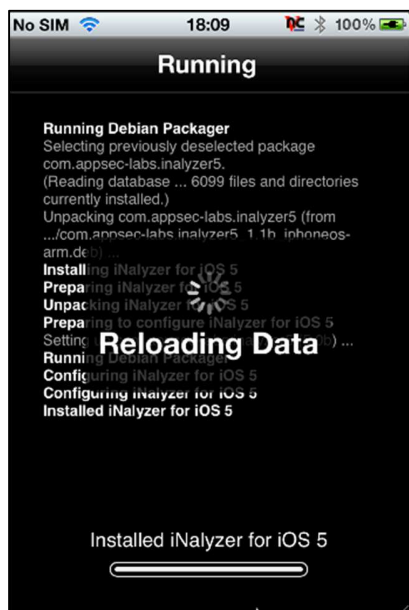 No SIM 18:09 100%
Running
Running Debian Packager
Selecting previously deselected package
com.appsec-labs.inalyzer5.
(Reading database ... 6099 files and directories
currently installed.)
Unpacking com.appsec-labs.inalyzer5 (from
.../com.appsec-labs.inalyzer5_1.1b_iphoneos-
arm.deb) ...
Installing iNalyzer for iOS 5
Preparing iNalyzer for iOS 5
Unpacking iNalyzer for iOS 5
Preparing to configure iNalyzer for iOS 5
Setting
Reloading Data
Running Debian Packager
Configuring iNalyzer for iOS 5
Configuring iNalyzer for iOS 5
Installed iNalyzer for iOS 5
Installed iNalyzer for iOS 5